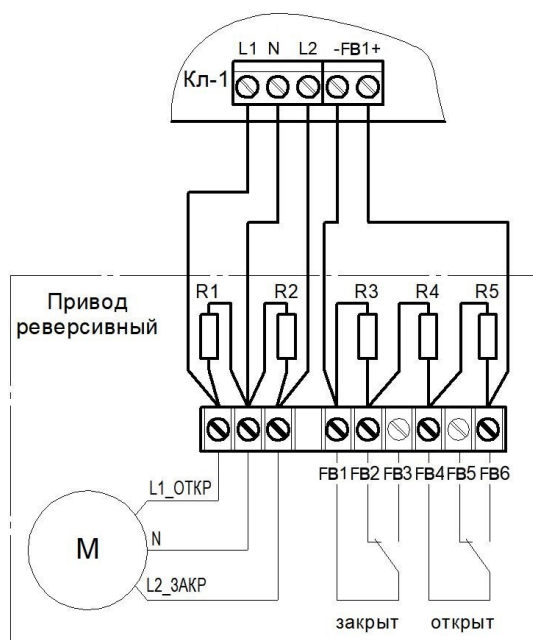 L1 N L2 -FB1+
Кл-1
Привод
реверсивный
R1 R2 R3 R4 R5
FB1 FB2 FB3 FB4 FB5 FB6
L1_ОТКР
N
L2_ЗАКР
М
закрыт открыт